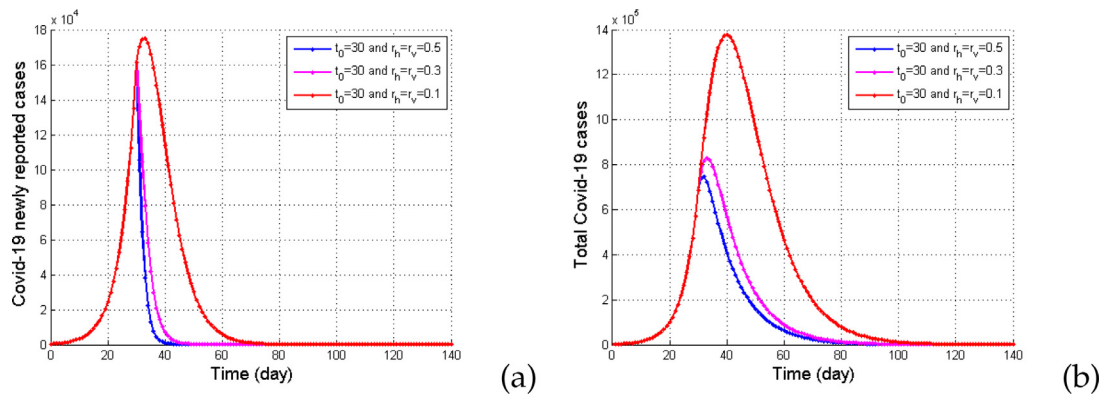 x 10⁴
18
16
14
12
10
8
6
4
2
0
Covid-19 newly reported cases
0 20 40 60 80 100 120 140
Time (day)
t₀=30 and rₕ=rᵥ=0.5
t₀=30 and rₕ=rᵥ=0.3
t₀=30 and rₕ=rᵥ=0.1
(a)
x 10⁵
14
12
10
8
6
4
2
0
Total Covid-19 cases
0 20 40 60 80 100 120 140
Time (day)
t₀=30 and rₕ=rᵥ=0.5
t₀=30 and rₕ=rᵥ=0.3
t₀=30 and rₕ=rᵥ=0.1
(b)